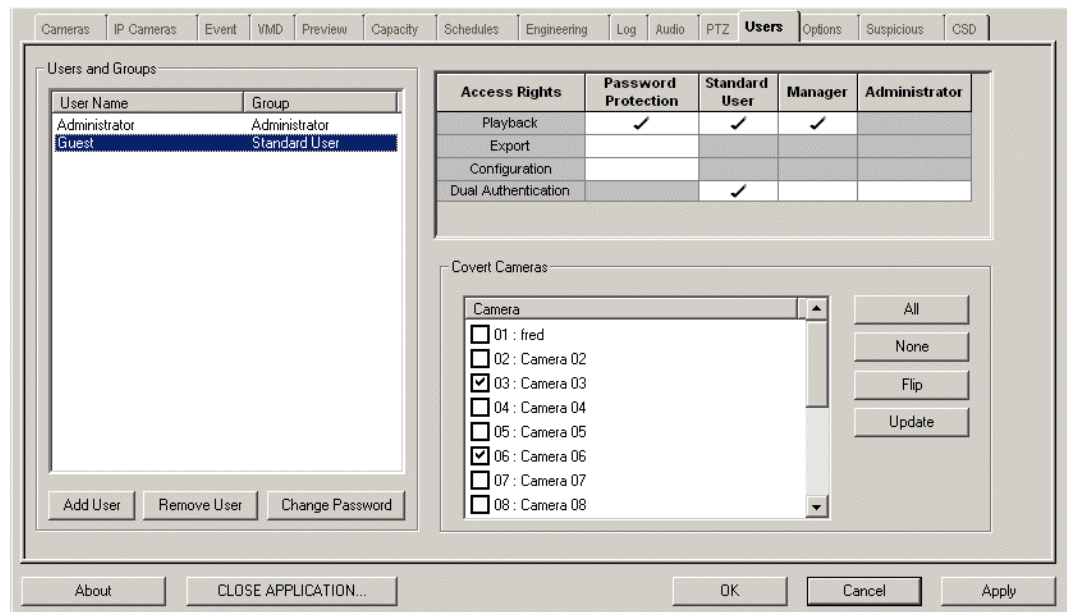 Cameras IP Cameras Event VMD Preview Capacity Schedules Engineering Log Audio PTZ Users Options Suspicious CSD
Users and Groups
User Name Group
Administrator Administrator
Guest Standard User
Add User Remove User Change Password
Access Rights Password Protection Standard User Manager Administrator
Playback
Export
Configuration
Dual Authentication
Covert Cameras
Camera
01 : fred
02 : Camera 02
03 : Camera 03
04 : Camera 04
05 : Camera 05
06 : Camera 06
07 : Camera 07
08 : Camera 08
All
None
Flip
Update
About CLOSE APPLICATION... OK Cancel Apply